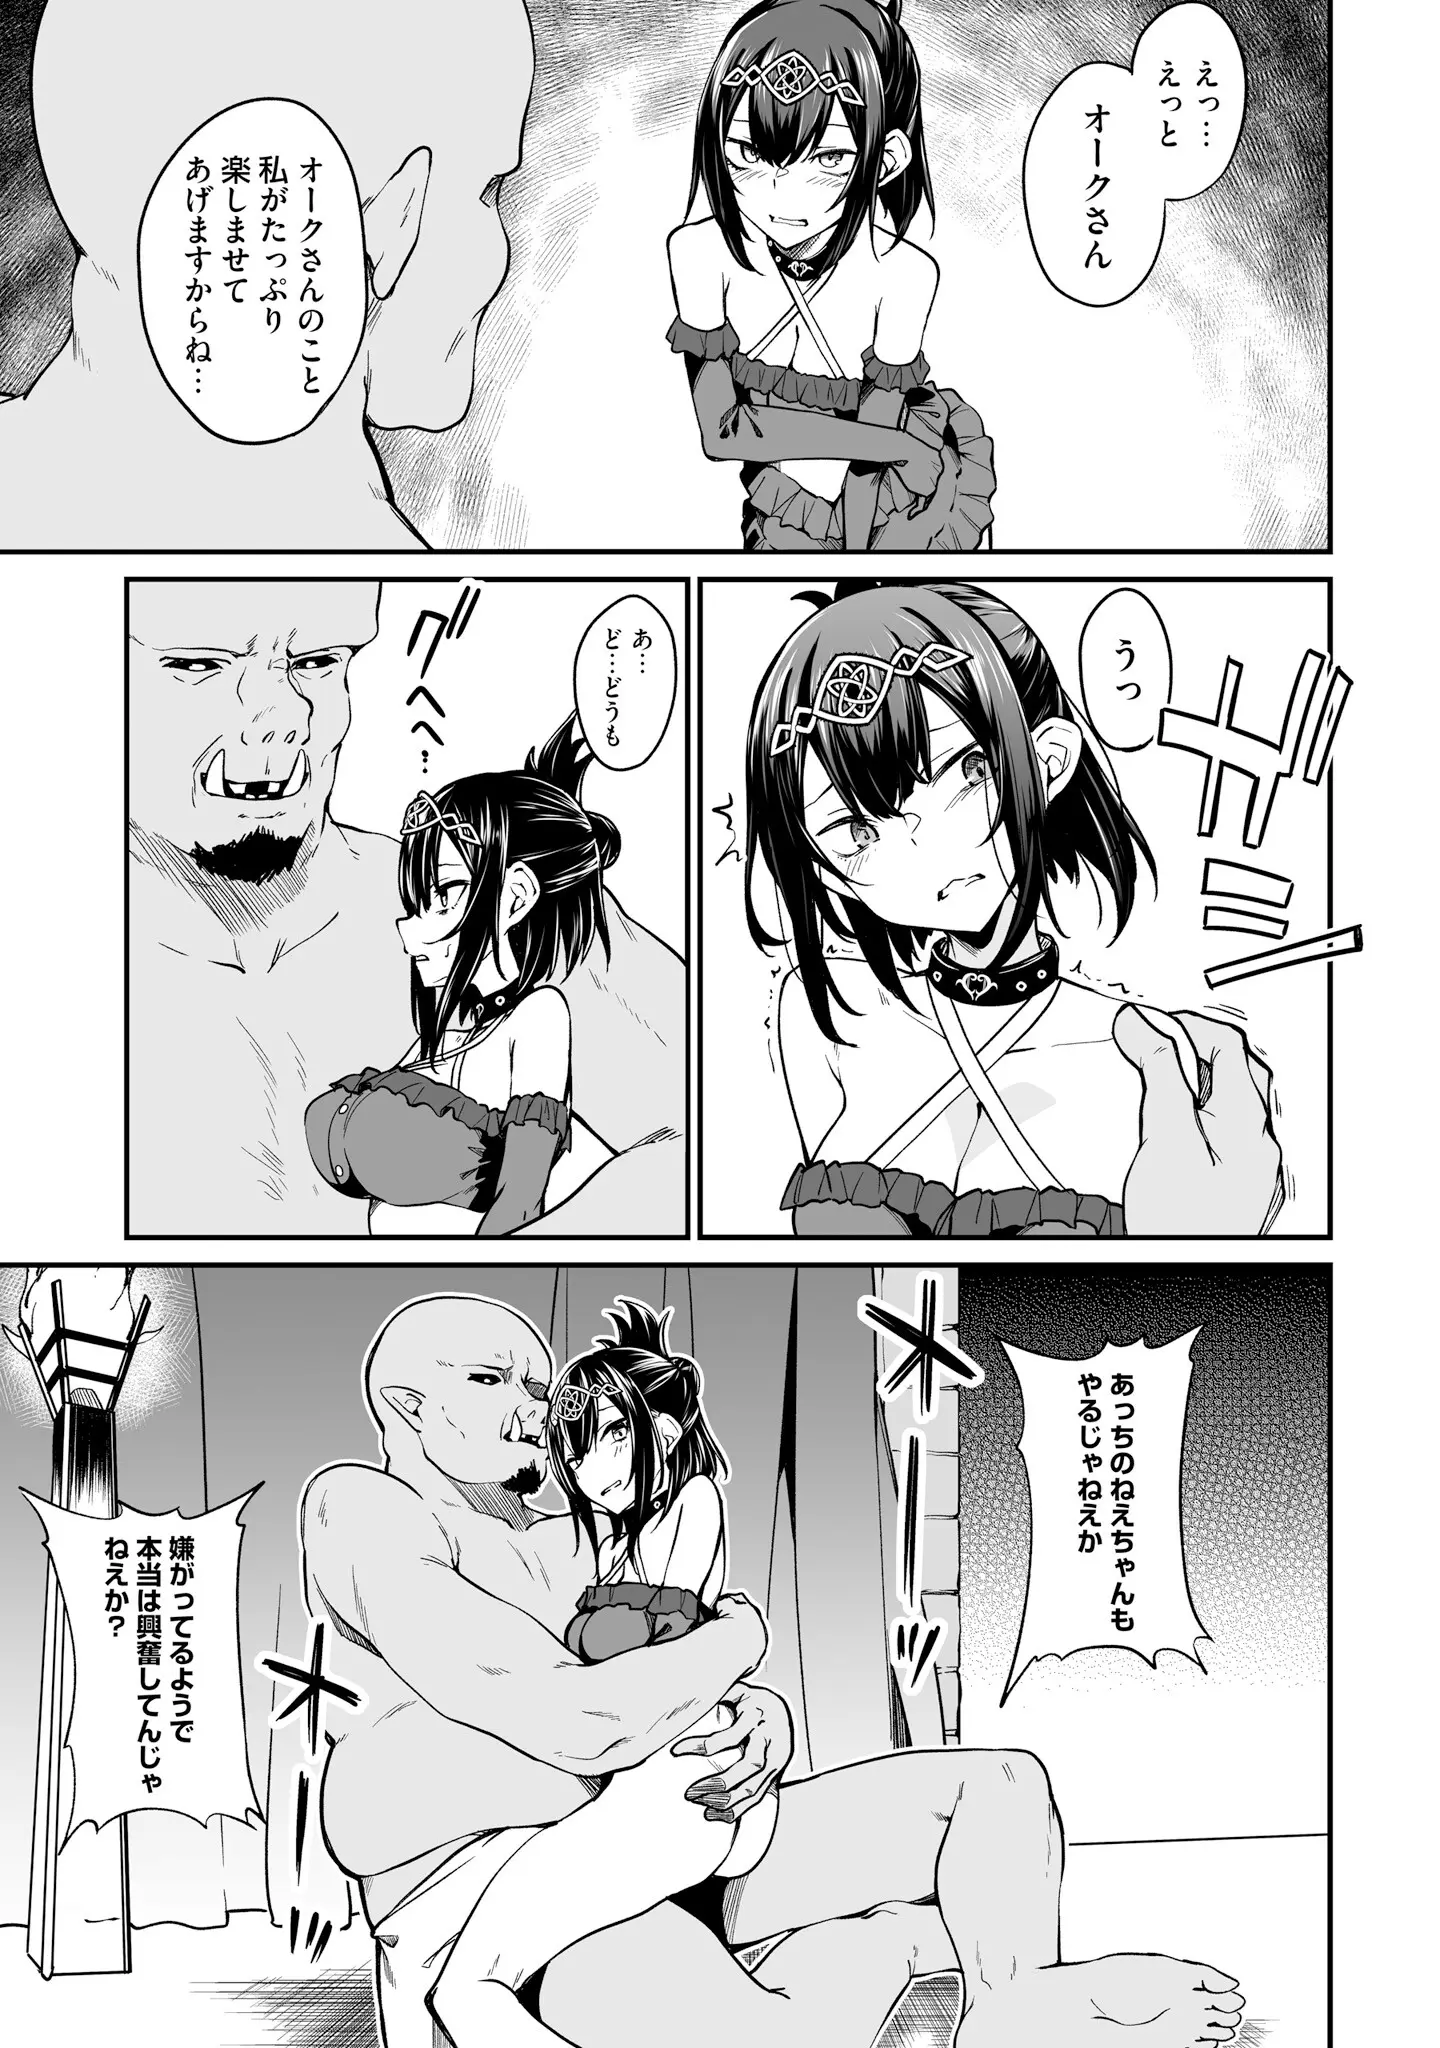 えっ…
えっと
オークさん
オークさんのこと
私がたっぷり
楽しませて
あげますからね…
うっ
ゾミ
あ…
ど…どうも
グヘヘ…
あっちのねえちゃんも
やるじゃねえか
嫌がってるようで
本当は興奮してんじゃ
ねえか?